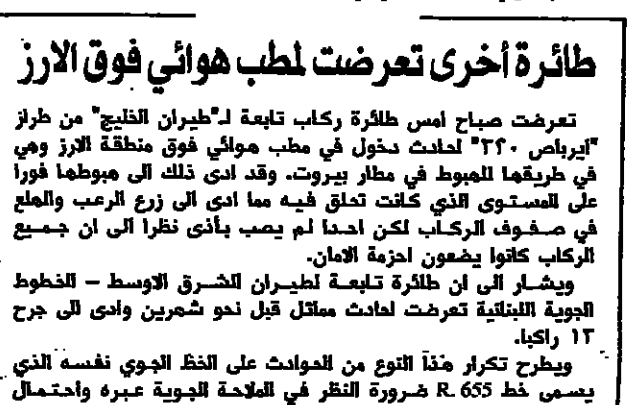 طائرة أخرى تعرضت لمطب هوائي فوق الارز
تعرضت صباح امس طائرة ركاب تابعة لـ"طيران الخليج" من طراز
"ايرباص ٣٢٠" لحادث دخول في مطب هوائي فوق منطقة الارز وهي
في طريقها للهبوط في مطار بيروت. وقد ادى ذلك الى هبوطها فورا
على المستوى الذي كانت تحلق فيه مما ادى الى زرع الرعب والهلع
في صفوف الركاب لكن احدا لم يصب بأذى نظرا الى ان جميع
الركاب كانوا يضعون احزمة الامان.
ويشار الى ان طائرة تابعة لطيران الشرق الاوسط – الخطوط
الجوية اللبنانية تعرضت لحادث مماثل قبل نحو شهرين وادى الى جرح
١٣ راكبا.
ويطرح تكرار هذا النوع من الحوادث على الخط الجوي نفسه الذي
يسمى خط R. 655 ضرورة النظر في الملاحة الجوية عبره واحتمال